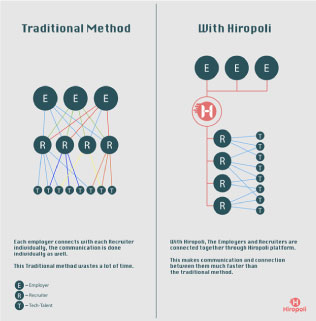 Traditional Method
E E E
R R R R
T T T T T T T T T
Each employer connects with each Recruiter
individually, the communication is done
individually as well.
This Traditional method wastes a lot of time.
E – Employer
R – Recruiter
T – Tech-Talent
With Hiropoli
E E E
H
R T
R T
R T
R T
T
T
T
T
With Hiropoli, The Employers and Recruiters are
connected together through Hiropoli platform.
This makes communication and connection
between them much faster than
the traditional method.
Hiropoli